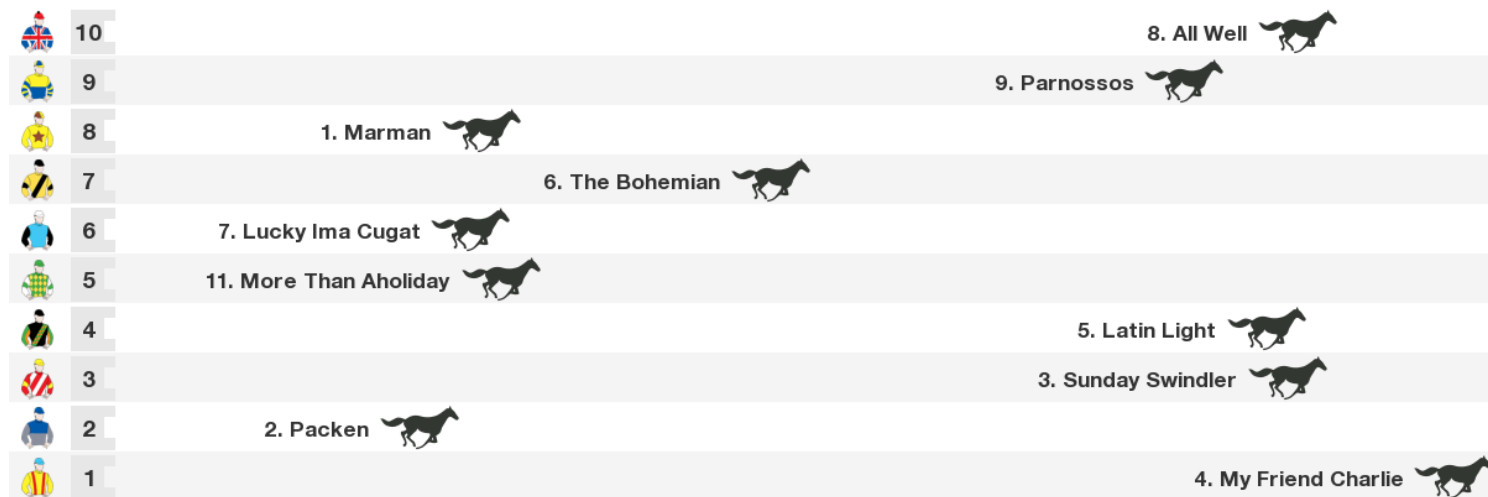 10 8. All Well
9 9. Parnossos
8 1. Marman
7 6. The Bohemian
6 7. Lucky Ima Cugat
5 11. More Than Aholiday
4 5. Latin Light
3 3. Sunday Swindler
2 2. Packen
1 4. My Friend Charlie